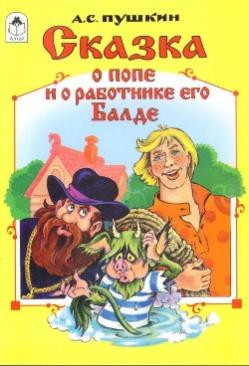 А.С. ПУШКИН
Сказка
О ПОПЕ
И О РАБОТНИКЕ ЕГО
БАЛДЕ